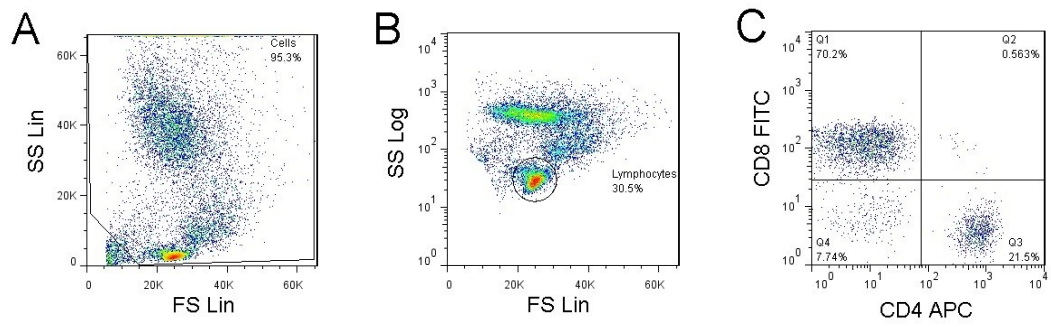 A
Cells
95.3%
60K
40K
20K
0
SS Lin
0 20K 40K 60K
FS Lin
B
10^4
10^3
10^2
10^1
10^0
SS Log
Lymphocytes
30.5%
0 20K 40K 60K
FS Lin
C
Q1
70.2%
Q2
0.563%
10^4
10^3
10^2
10^1
10^0
CD8 FITC
Q4
7.74%
Q3
21.5%
10^0 10^1 10^2 10^3 10^4
CD4 APC